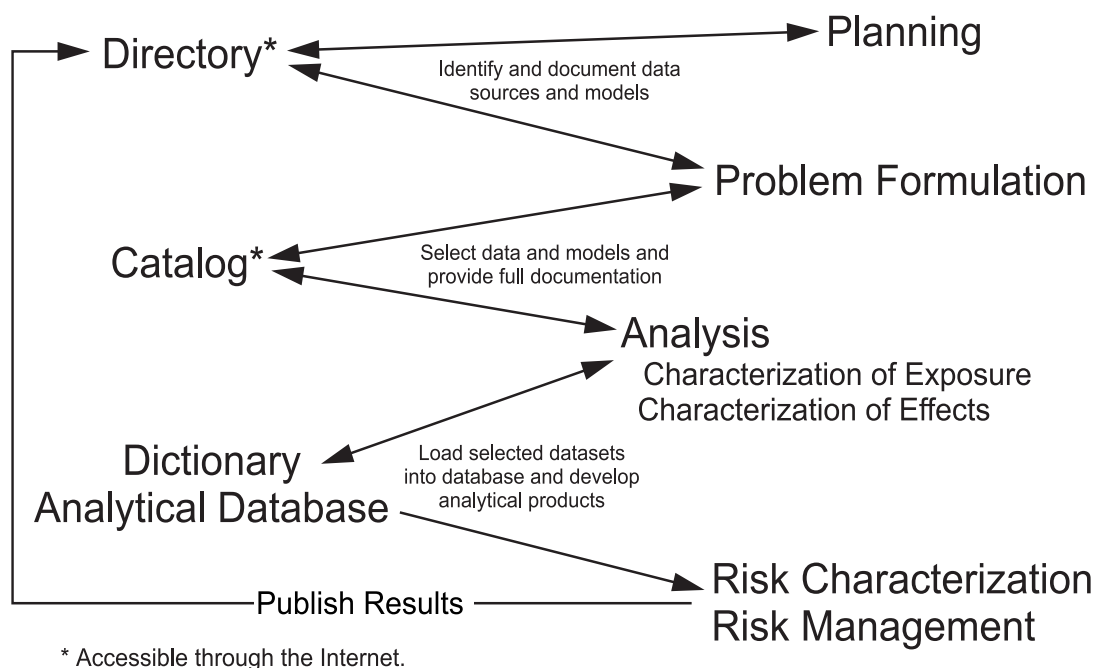 Directory*
Planning
Identify and document data
sources and models
Problem Formulation
Catalog*
Select data and models and
provide full documentation
Analysis
Characterization of Exposure
Characterization of Effects
Dictionary
Analytical Database
Load selected datasets
into database and develop
analytical products
Risk Characterization
Risk Management
Publish Results
* Accessible through the Internet.